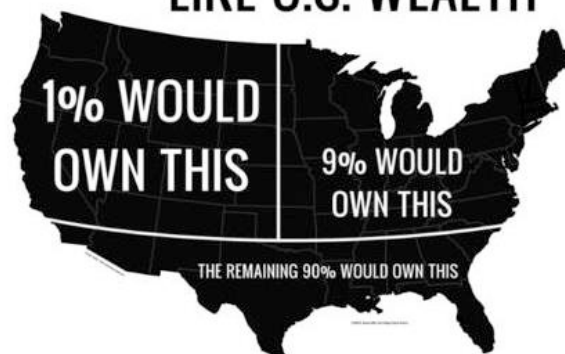 LIKE U.S. WEALTH
1% WOULD
OWN THIS
9% WOULD
OWN THIS
THE REMAINING 90% WOULD OWN THIS